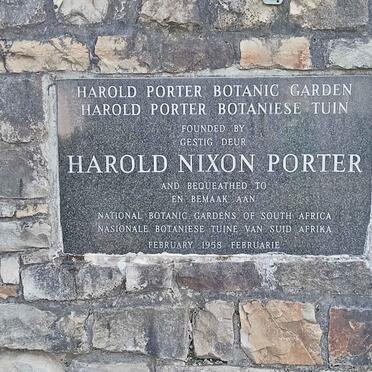 HAROLD PORTER BOTANIC GARDEN
HAROLD PORTER BOTANIESE TUIN
FOUNDED BY
GESTIG DEUR
HAROLD NIXON PORTER
AND BEQUEATHED TO
EN BEMAAK AAN
NATIONAL BOTANIC GARDENS OF SOUTH AFRICA
NASIONALE BOTANIESE TUINE VAN SUID AFRIKA
FEBRUARY 1958 FEBRUARIE